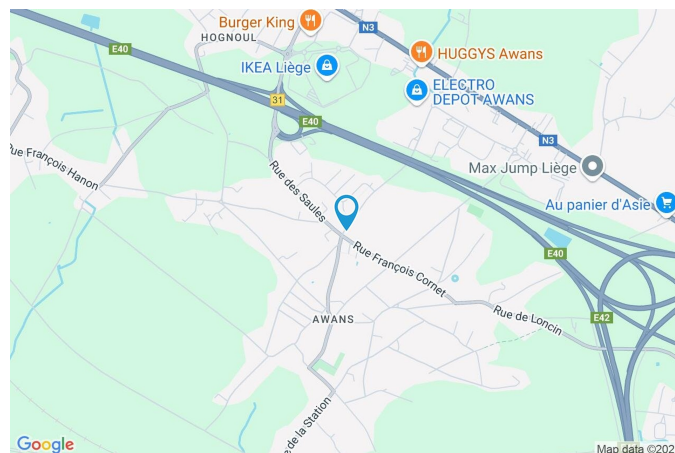 Burger King
N3
HOGNOUL
E40
HUGGYS Awans
IKEA Liège
ELECTRO
DEPOT AWANS
31
E40
N3
Rue François Hanon
Max Jump Liège
Rue des Saules
Au panier d'Asie
Rue François Cornet
E40
E42
Rue de Loncin
AWANS
e de la Station
Google
Map data ©202